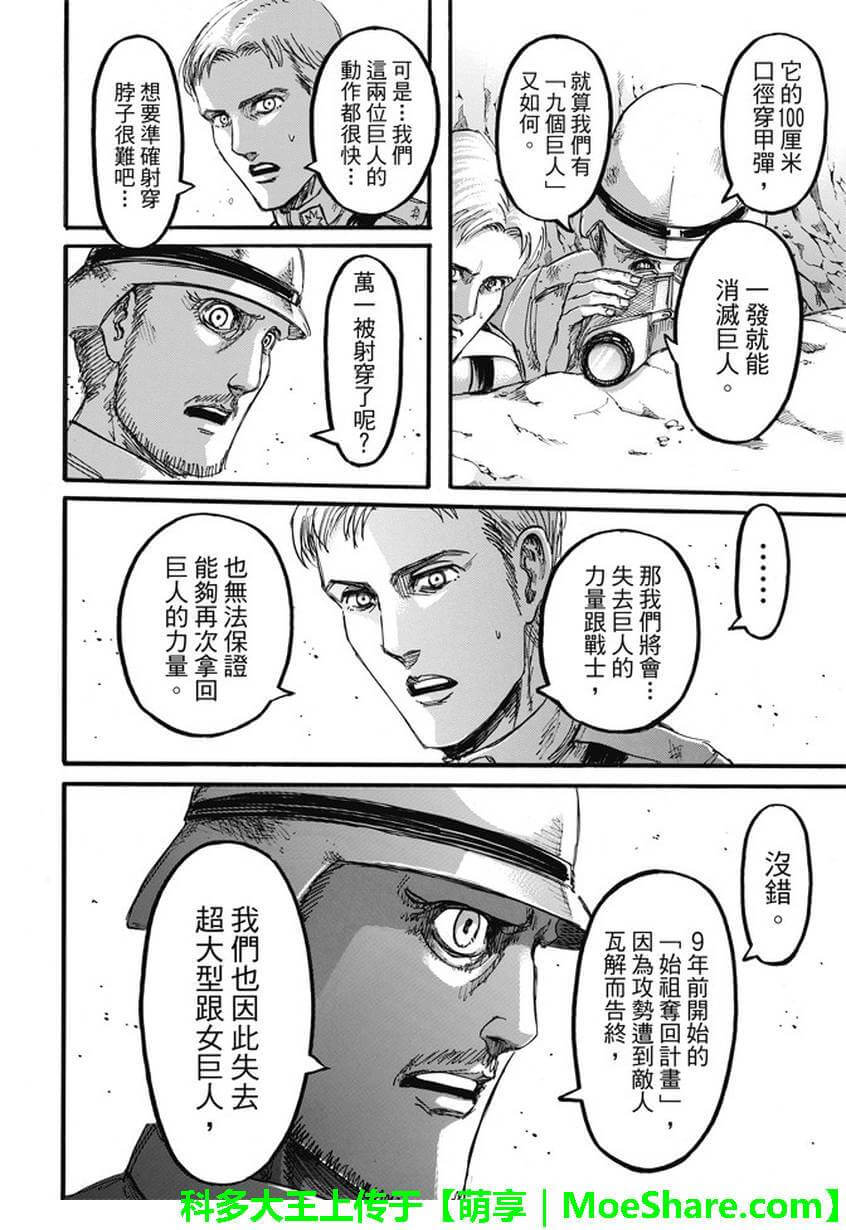 它的100厘米
口徑穿甲彈，
就算我們有
「九個巨人」
又如何。
一發就能
消滅巨人。
可是…我們
這兩位巨人的
動作都很快…
想要準確射穿
脖子很難吧…
萬一被射穿了呢？
………
那我們將會…
失去巨人的
力量跟戰士，
也無法保證
能夠再次拿回
巨人的力量。
沒錯。
9年前開始的
「始祖奪回計畫」，
因為攻勢遭到敵人
瓦解而告終，
我們也因此失去
超大型跟女巨人，
科多大王上传于【萌享｜MoeShare.com】